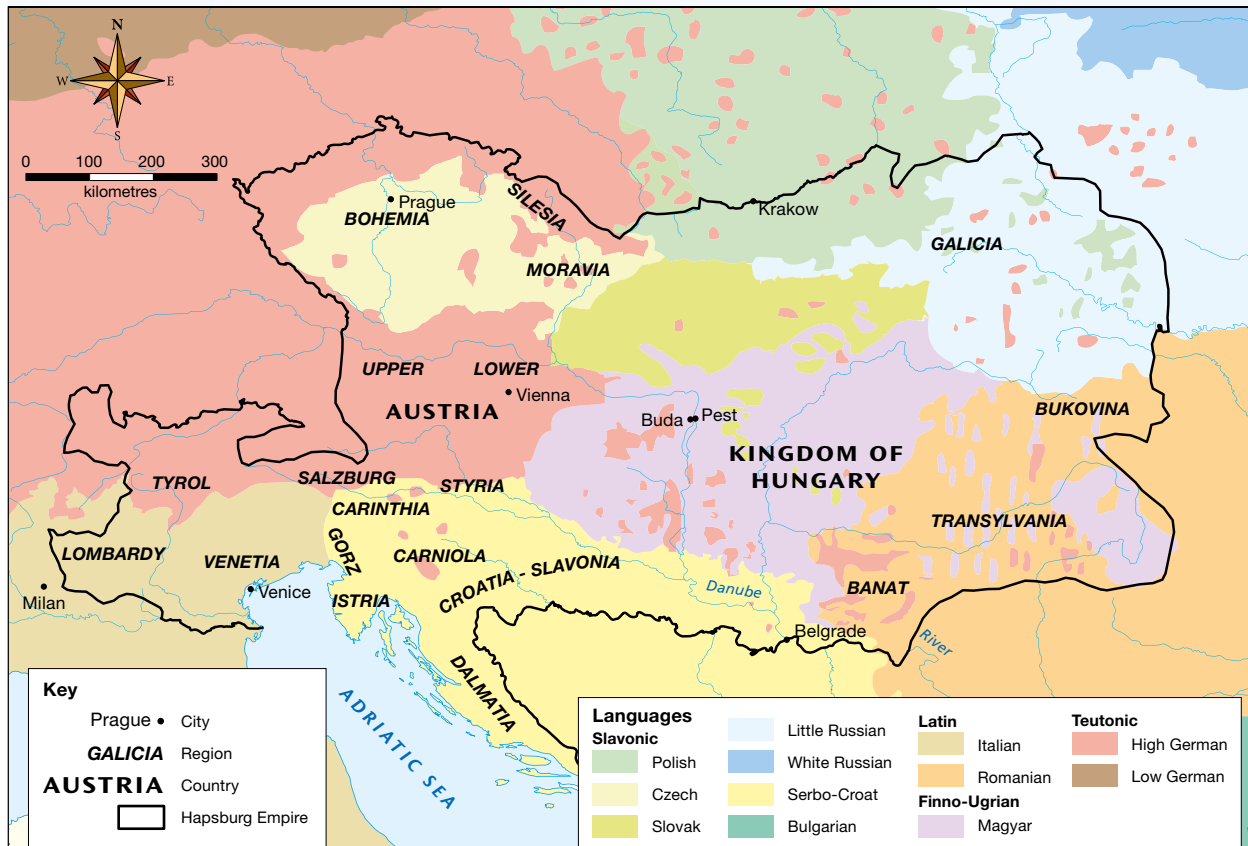 N
W
E
S
0 100 200 300
kilometres
Prague
BOHEMIA
SILESIA
MORAVIA
Krakow
GALICIA
UPPER
LOWER
AUSTRIA
Vienna
Buda
Pest
BUKOVINA
KINGDOM OF
HUNGARY
TYROL
SALZBURG
STYRIA
CARINTHIA
TRANSYLVANIA
LOMBARDY
VENETIA
GORZ
CARNIOLA
CROATIA - SLAVONIA
BANAT
Danube
Milan
Venice
ISTRIA
Belgrade
River
DALMATIA
ADRIATIC SEA
Key
Prague
City
GALICIA
Region
AUSTRIA
Country
Hapsburg Empire
Languages
Slavonic
Polish
Czech
Slovak
Little Russian
White Russian
Serbo-Croat
Bulgarian
Latin
Italian
Romanian
Finno-Ugrian
Magyar
Teutonic
High German
Low German